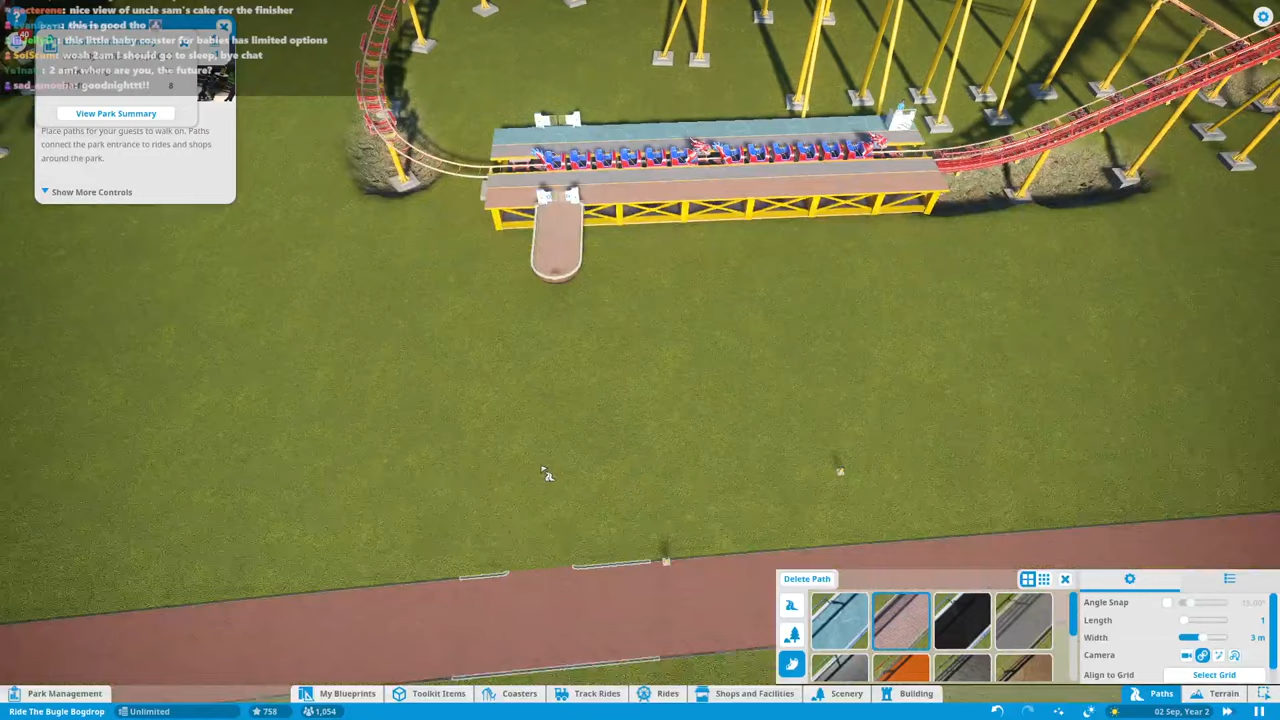 nice view of uncle sam's cake for the finisher
: this is good tho
: this little baby coaster for babies has limited options
: woah 2am I should go to sleep, bye chat
: 2 am? where are you, the future?
: goodnighttt!! 8
View Park Summary
Place paths for your guests to walk on. Paths
connect the park entrance to rides and shops
around the park.
Show More Controls
Delete Path
Angle Snap 15.00°
Length 1
Width 3 m
Camera
Align to Grid Select Grid
Park Management My Blueprints Toolkit Items Coasters Track Rides Rides Shops and Facilities Scenery Building Paths Terrain
Ride The Bugle Bogdrop Unlimited 758 1,054 02 Sep, Year 2